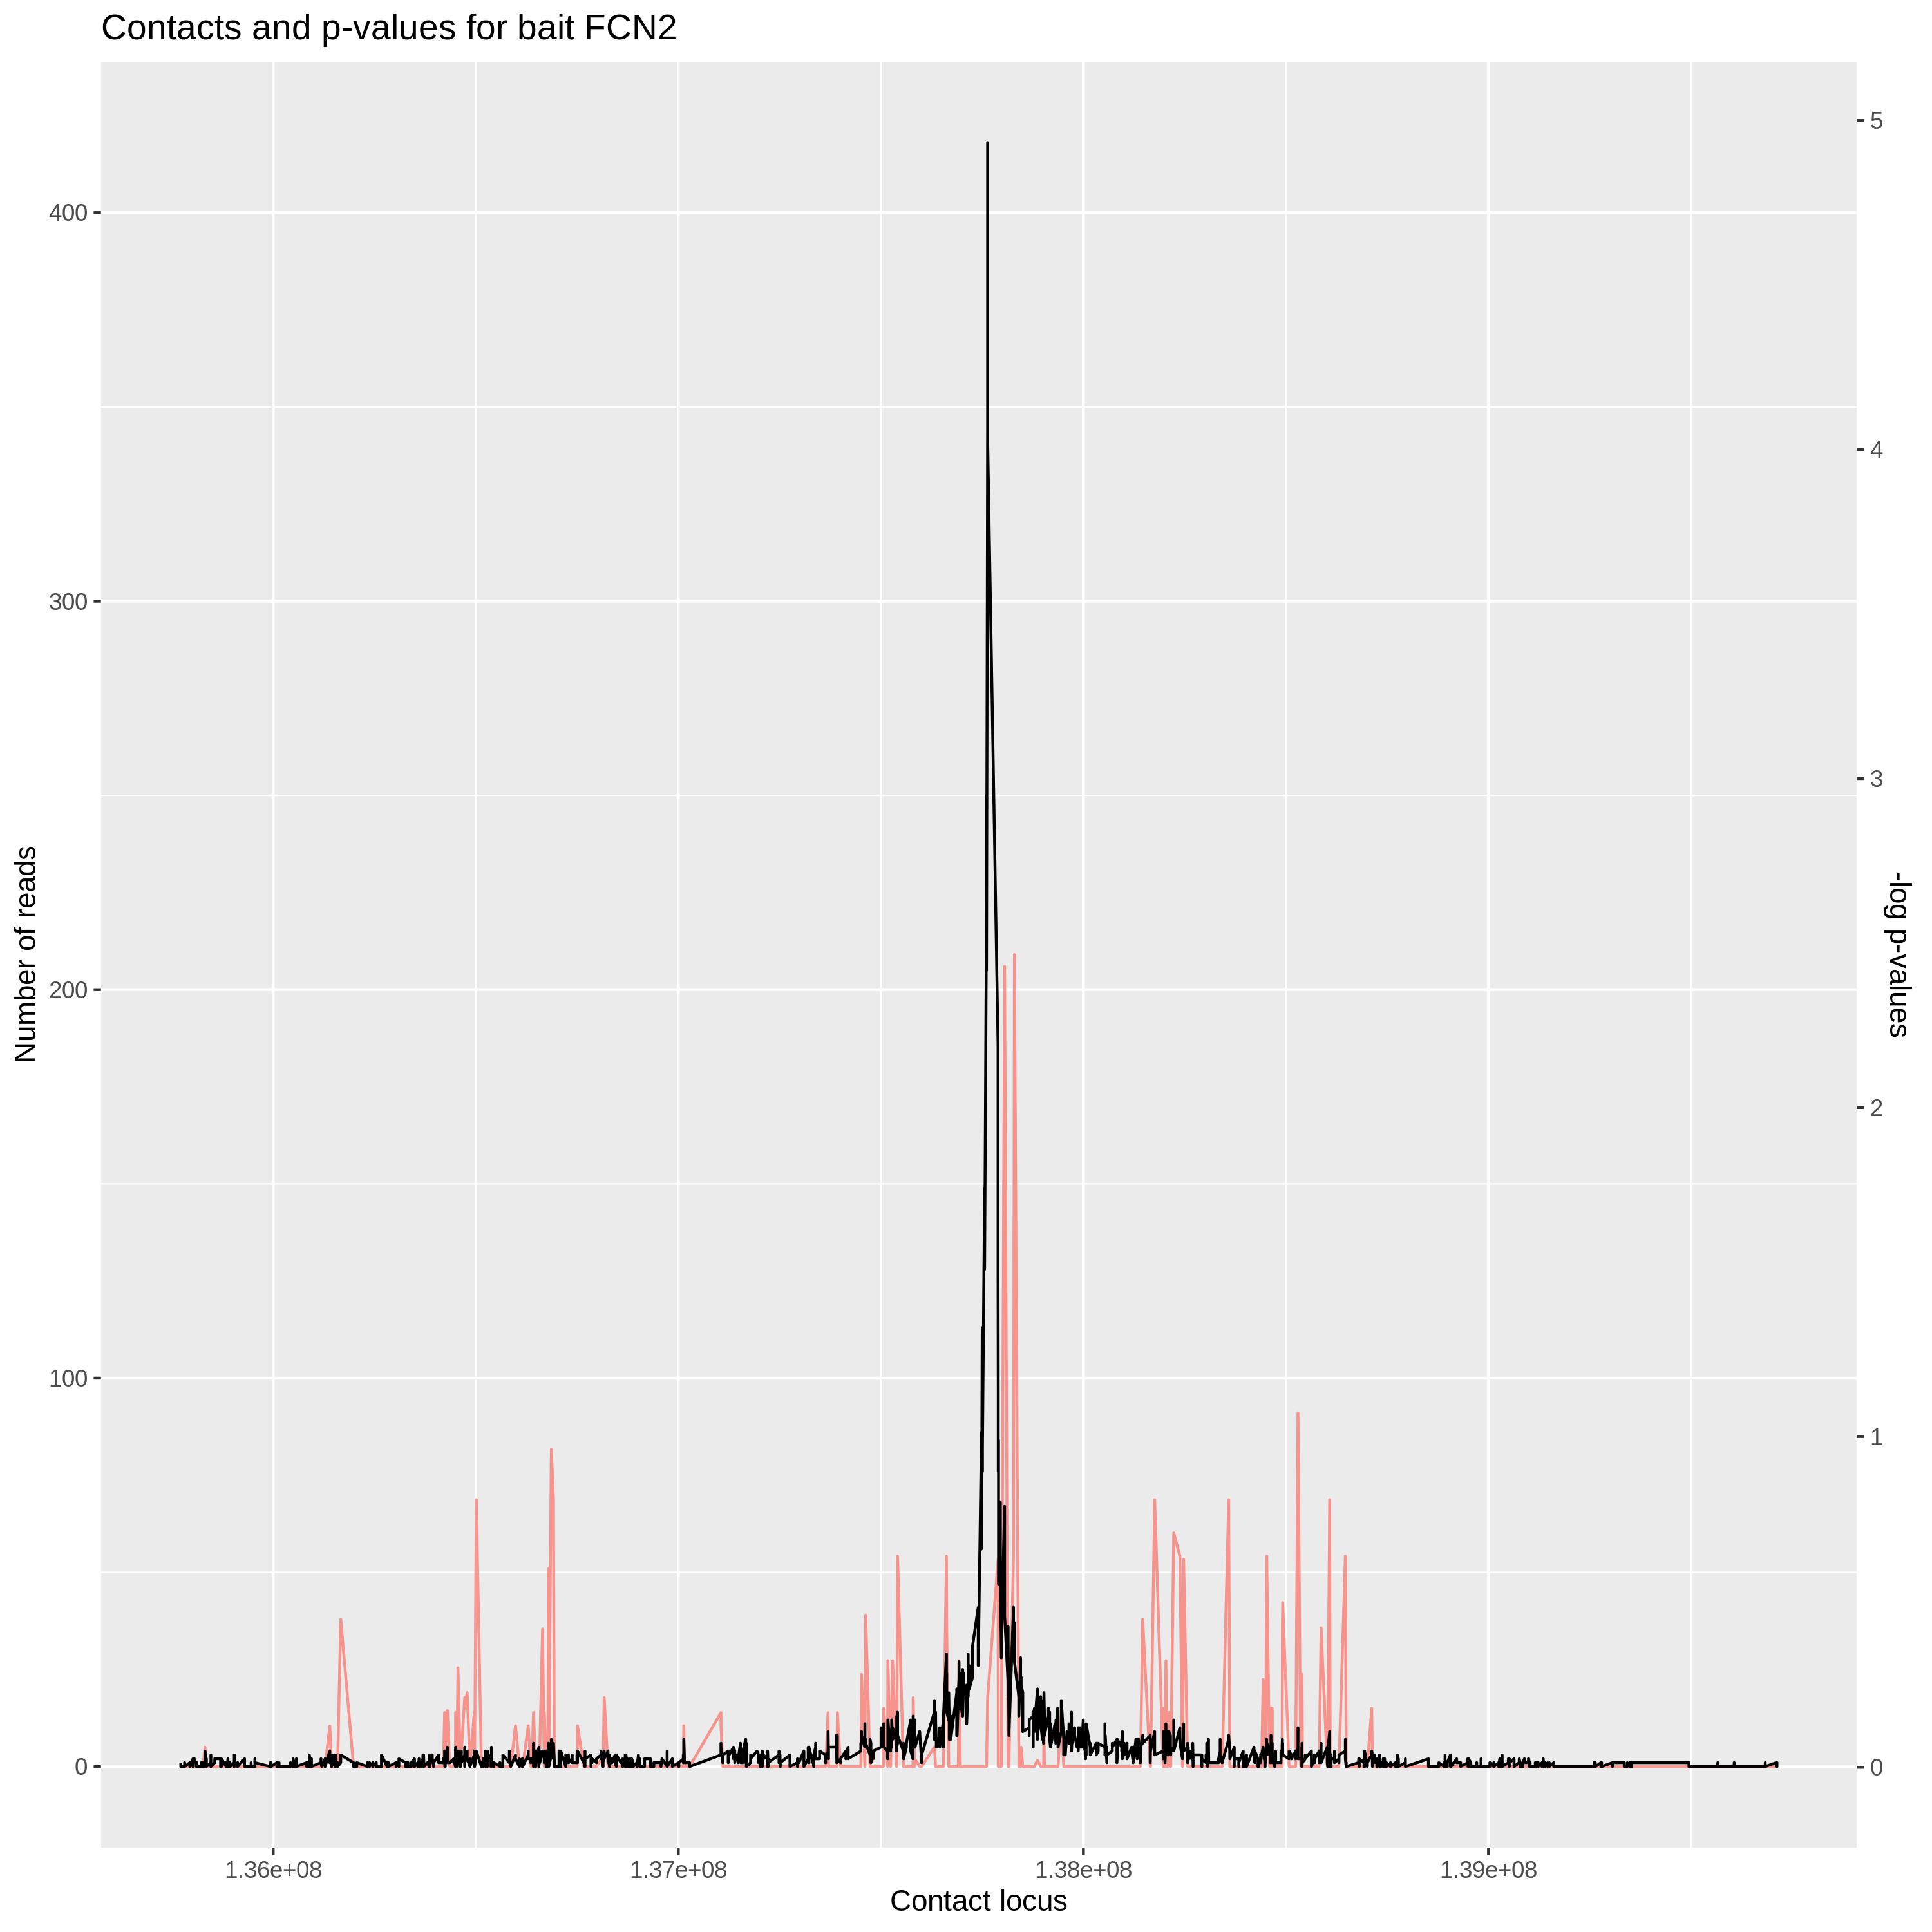 Contacts and p-values for bait FCN2
5
400
4
300
3
200
2
100
1
0
0
Number of reads
-log p-values
1.36e+08
1.37e+08
1.38e+08
1.39e+08
Contact locus